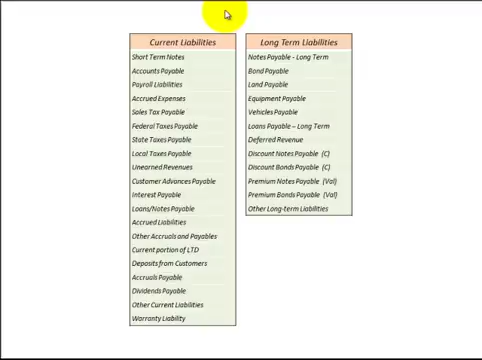 Current Liabilities
Short Term Notes
Accounts Payable
Payroll Liabilities
Accrued Expenses
Sales Tax Payable
Federal Taxes Payable
State Taxes Payable
Local Taxes Payable
Unearned Revenues
Customer Advances Payable
Interest Payable
Loans/Notes Payable
Accrued Liabilities
Other Accruals and Payables
Current portion of LTD
Deposits from Customers
Accruals Payable
Dividends Payable
Other Current Liabilities
Warranty Liability
Long Term Liabilities
Notes Payable - Long Term
Bond Payable
Land Payable
Equipment Payable
Vehicles Payable
Loans Payable – Long Term
Deferred Revenue
Discount Notes Payable (C)
Discount Bonds Payable (C)
Premium Notes Payable (Val)
Premium Bonds Payable (Val)
Other Long-term Liabilities